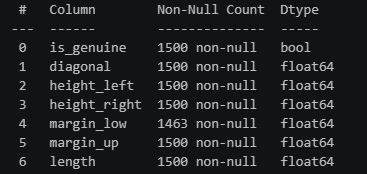 #   Column        Non-Null Count  Dtype
---  ------        --------------  -----
0   is_genuine    1500 non-null   bool
1   diagonal      1500 non-null   float64
2   height_left   1500 non-null   float64
3   height_right  1500 non-null   float64
4   margin_low    1463 non-null   float64
5   margin_up     1500 non-null   float64
6   length        1500 non-null   float64